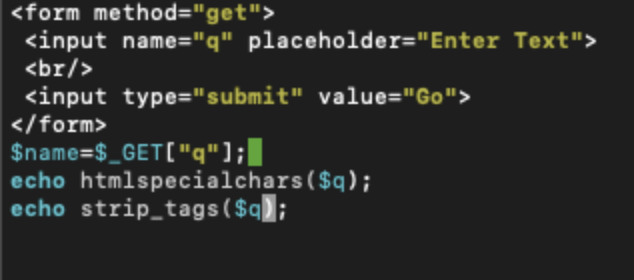 <form method="get">
<input name="q" placeholder="Enter Text">
<br/>
<input type="submit" value="Go">
</form>
$name=$_GET["q"];
echo htmlspecialchars($q);
echo strip_tags($q);